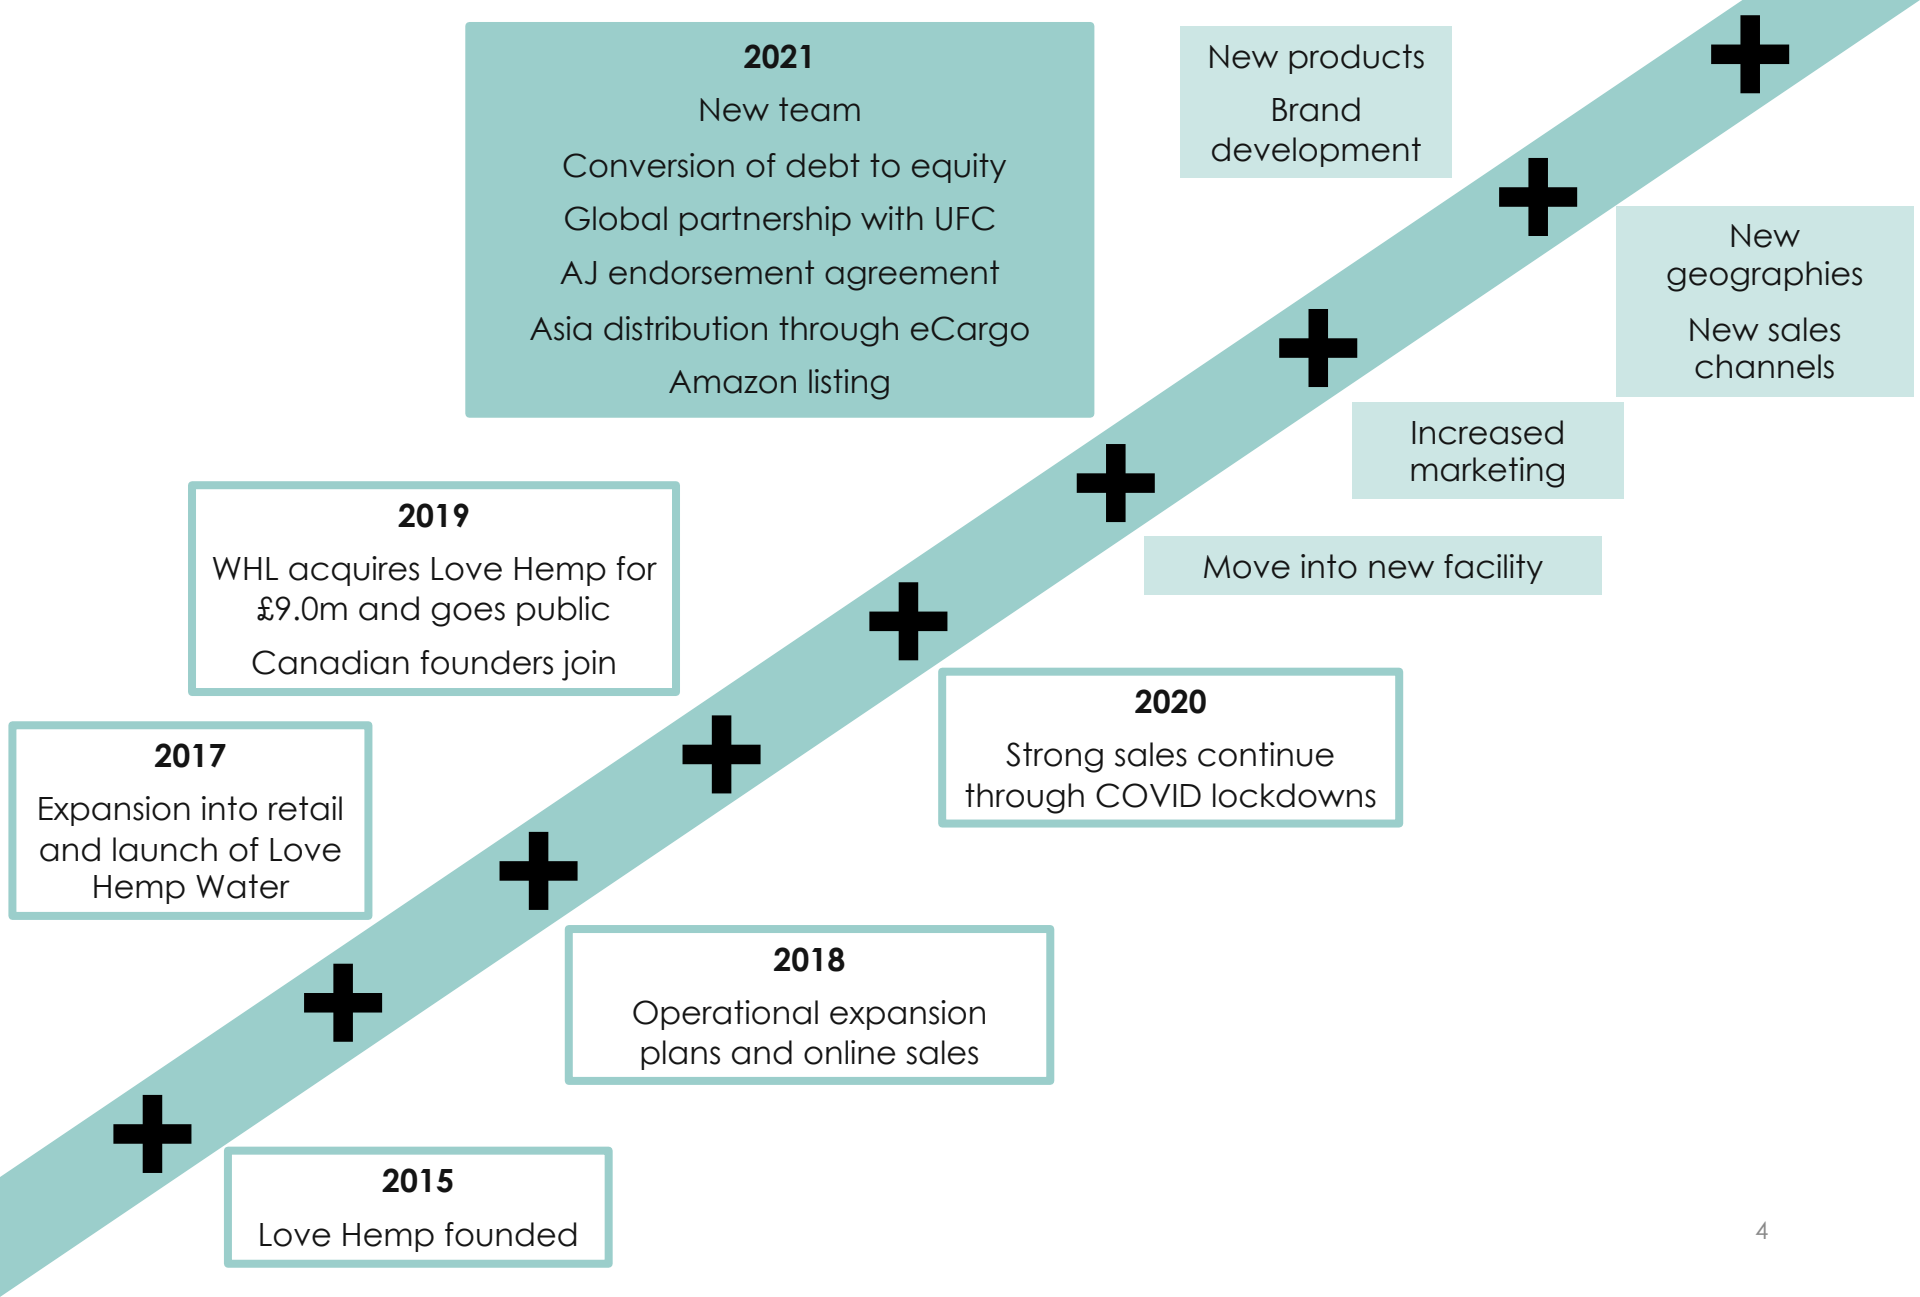 2021
New team
Conversion of debt to equity
Global partnership with UFC
AJ endorsement agreement
Asia distribution through eCargo
Amazon listing
New products
Brand
development
New
geographies
New sales
channels
Increased
marketing
Move into new facility
2019
WHL acquires Love Hemp for
£9.0m and goes public
Canadian founders join
2020
Strong sales continue
through COVID lockdowns
2017
Expansion into retail
and launch of Love
Hemp Water
2018
Operational expansion
plans and online sales
2015
Love Hemp founded
4